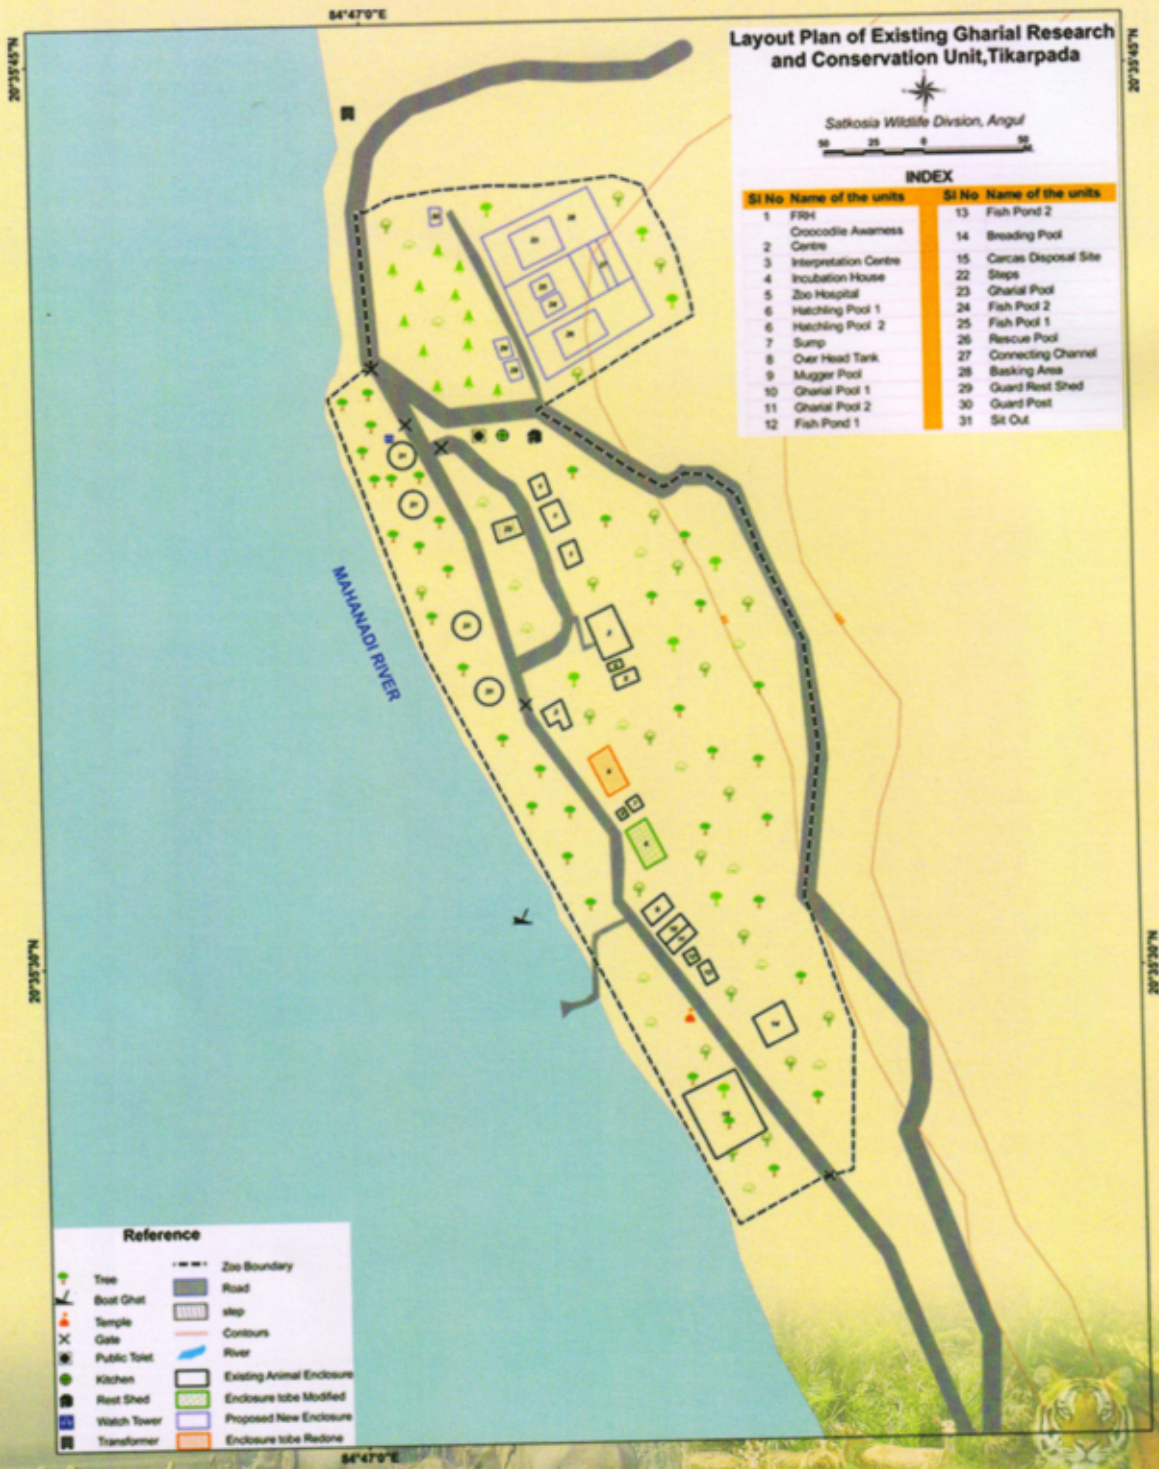 84°47'0"E
20°35'45"N
20°35'45"N
Layout Plan of Existing Gharial Research
and Conservation Unit,Tikarpada
Satkosia Wildlife Divsion, Angul
50 25 0 50
INDEX
Sl No Name of the units Sl No Name of the units
1 FRH 13 Fish Pond 2
2 Croocodile Awarness Centre 14 Breading Pool
3 Interpretation Centre 15 Carcas Disposal Site
4 Incubation House 22 Steps
5 Zoo Hospital 23 Gharial Pool
6 Hatchling Pool 1 24 Fish Pool 2
6 Hatchling Pool 2 25 Fish Pool 1
7 Sump 26 Rescue Pool
8 Over Head Tank 27 Connecting Channel
9 Mugger Pool 28 Basking Area
10 Gharial Pool 1 29 Guard Rest Shed
11 Gharial Pool 2 30 Guard Post
12 Fish Pond 1 31 Sit Out
MAHANADI RIVER
20°35'30"N
20°35'30"N
Reference
Tree Zoo Boundary
Boat Ghat Road
Temple step
Gate Contours
Public Tolet River
Kitchen Existing Animal Enclosure
Rest Shed Enclosure tobe Modified
Watch Tower Proposed New Enclosure
Transformer Enclosure tobe Redone
84°47'0"E